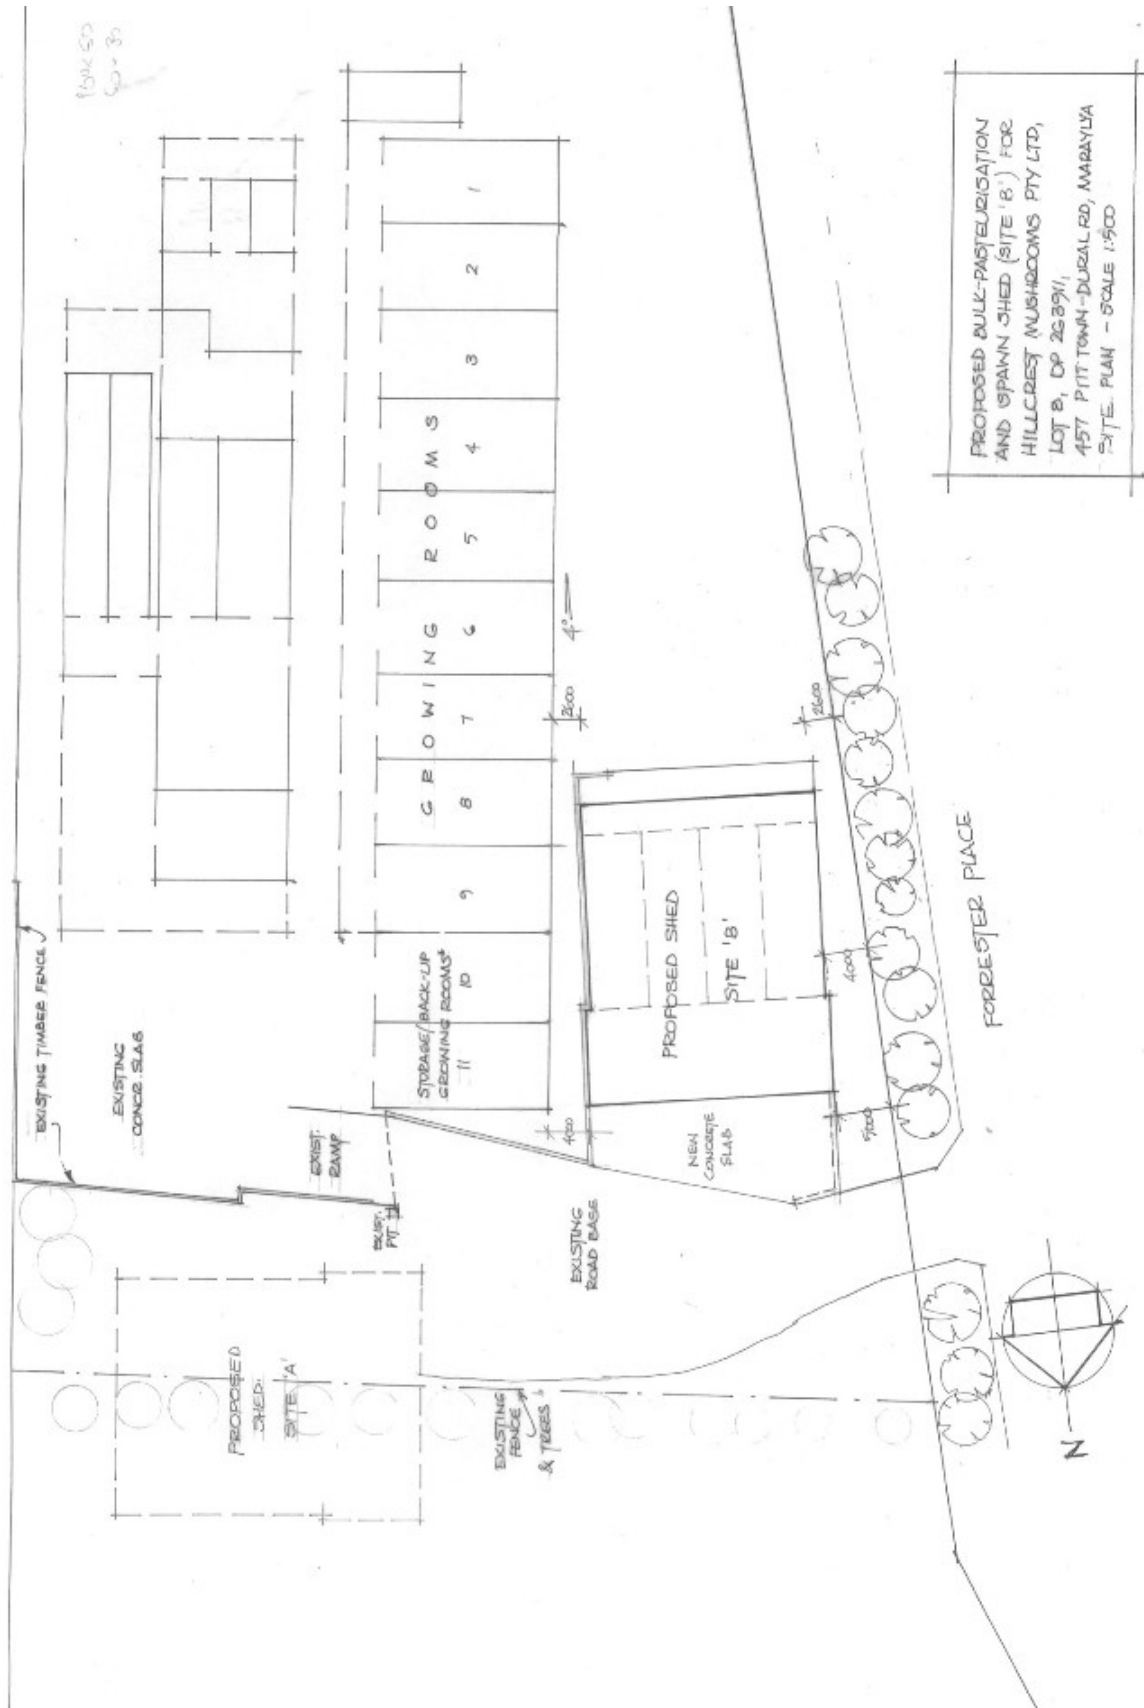 PROPOSED BULK-PASTEURISATION
AND SPAWN SHED (SITE 'B') FOR
HILLCREST MUSHROOMS PTY LTD,
LOT 8, DP 263911,
457 PITT TOWN-DURAL RD, MARAYLYA
SITE PLAN - SCALE 1:500
EXISTING TIMBER FENCE
EXISTING
CONCR. SLAB
EXIST.
RAMP
EXIST.
PIT
PROPOSED
SHED.
SITE 'A'
EXISTING
FENCE
& TREES
EXISTING
ROAD BASE
STORAGE/BACK-UP
GROWING ROOMS*
11
10
9
8
7
6
5
4
3
2
1
GROWING ROOMS
4°
2600
2600
4000
4000
5000
PROPOSED SHED
SITE 'B'
NEW
CONCRETE
SLAB
FORRESTER PLACE
N